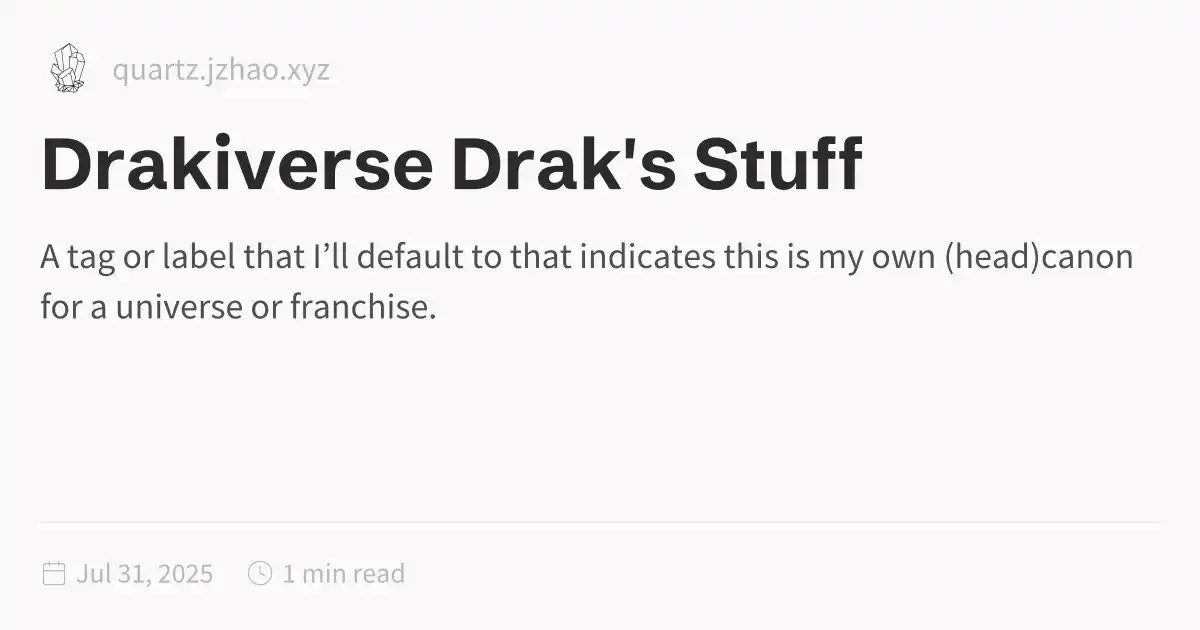 quartz.jzhao.xyz
Drakiverse Drak's Stuff
A tag or label that I’ll default to that indicates this is my own (head)canon
for a universe or franchise.
Jul 31, 2025 1 min read